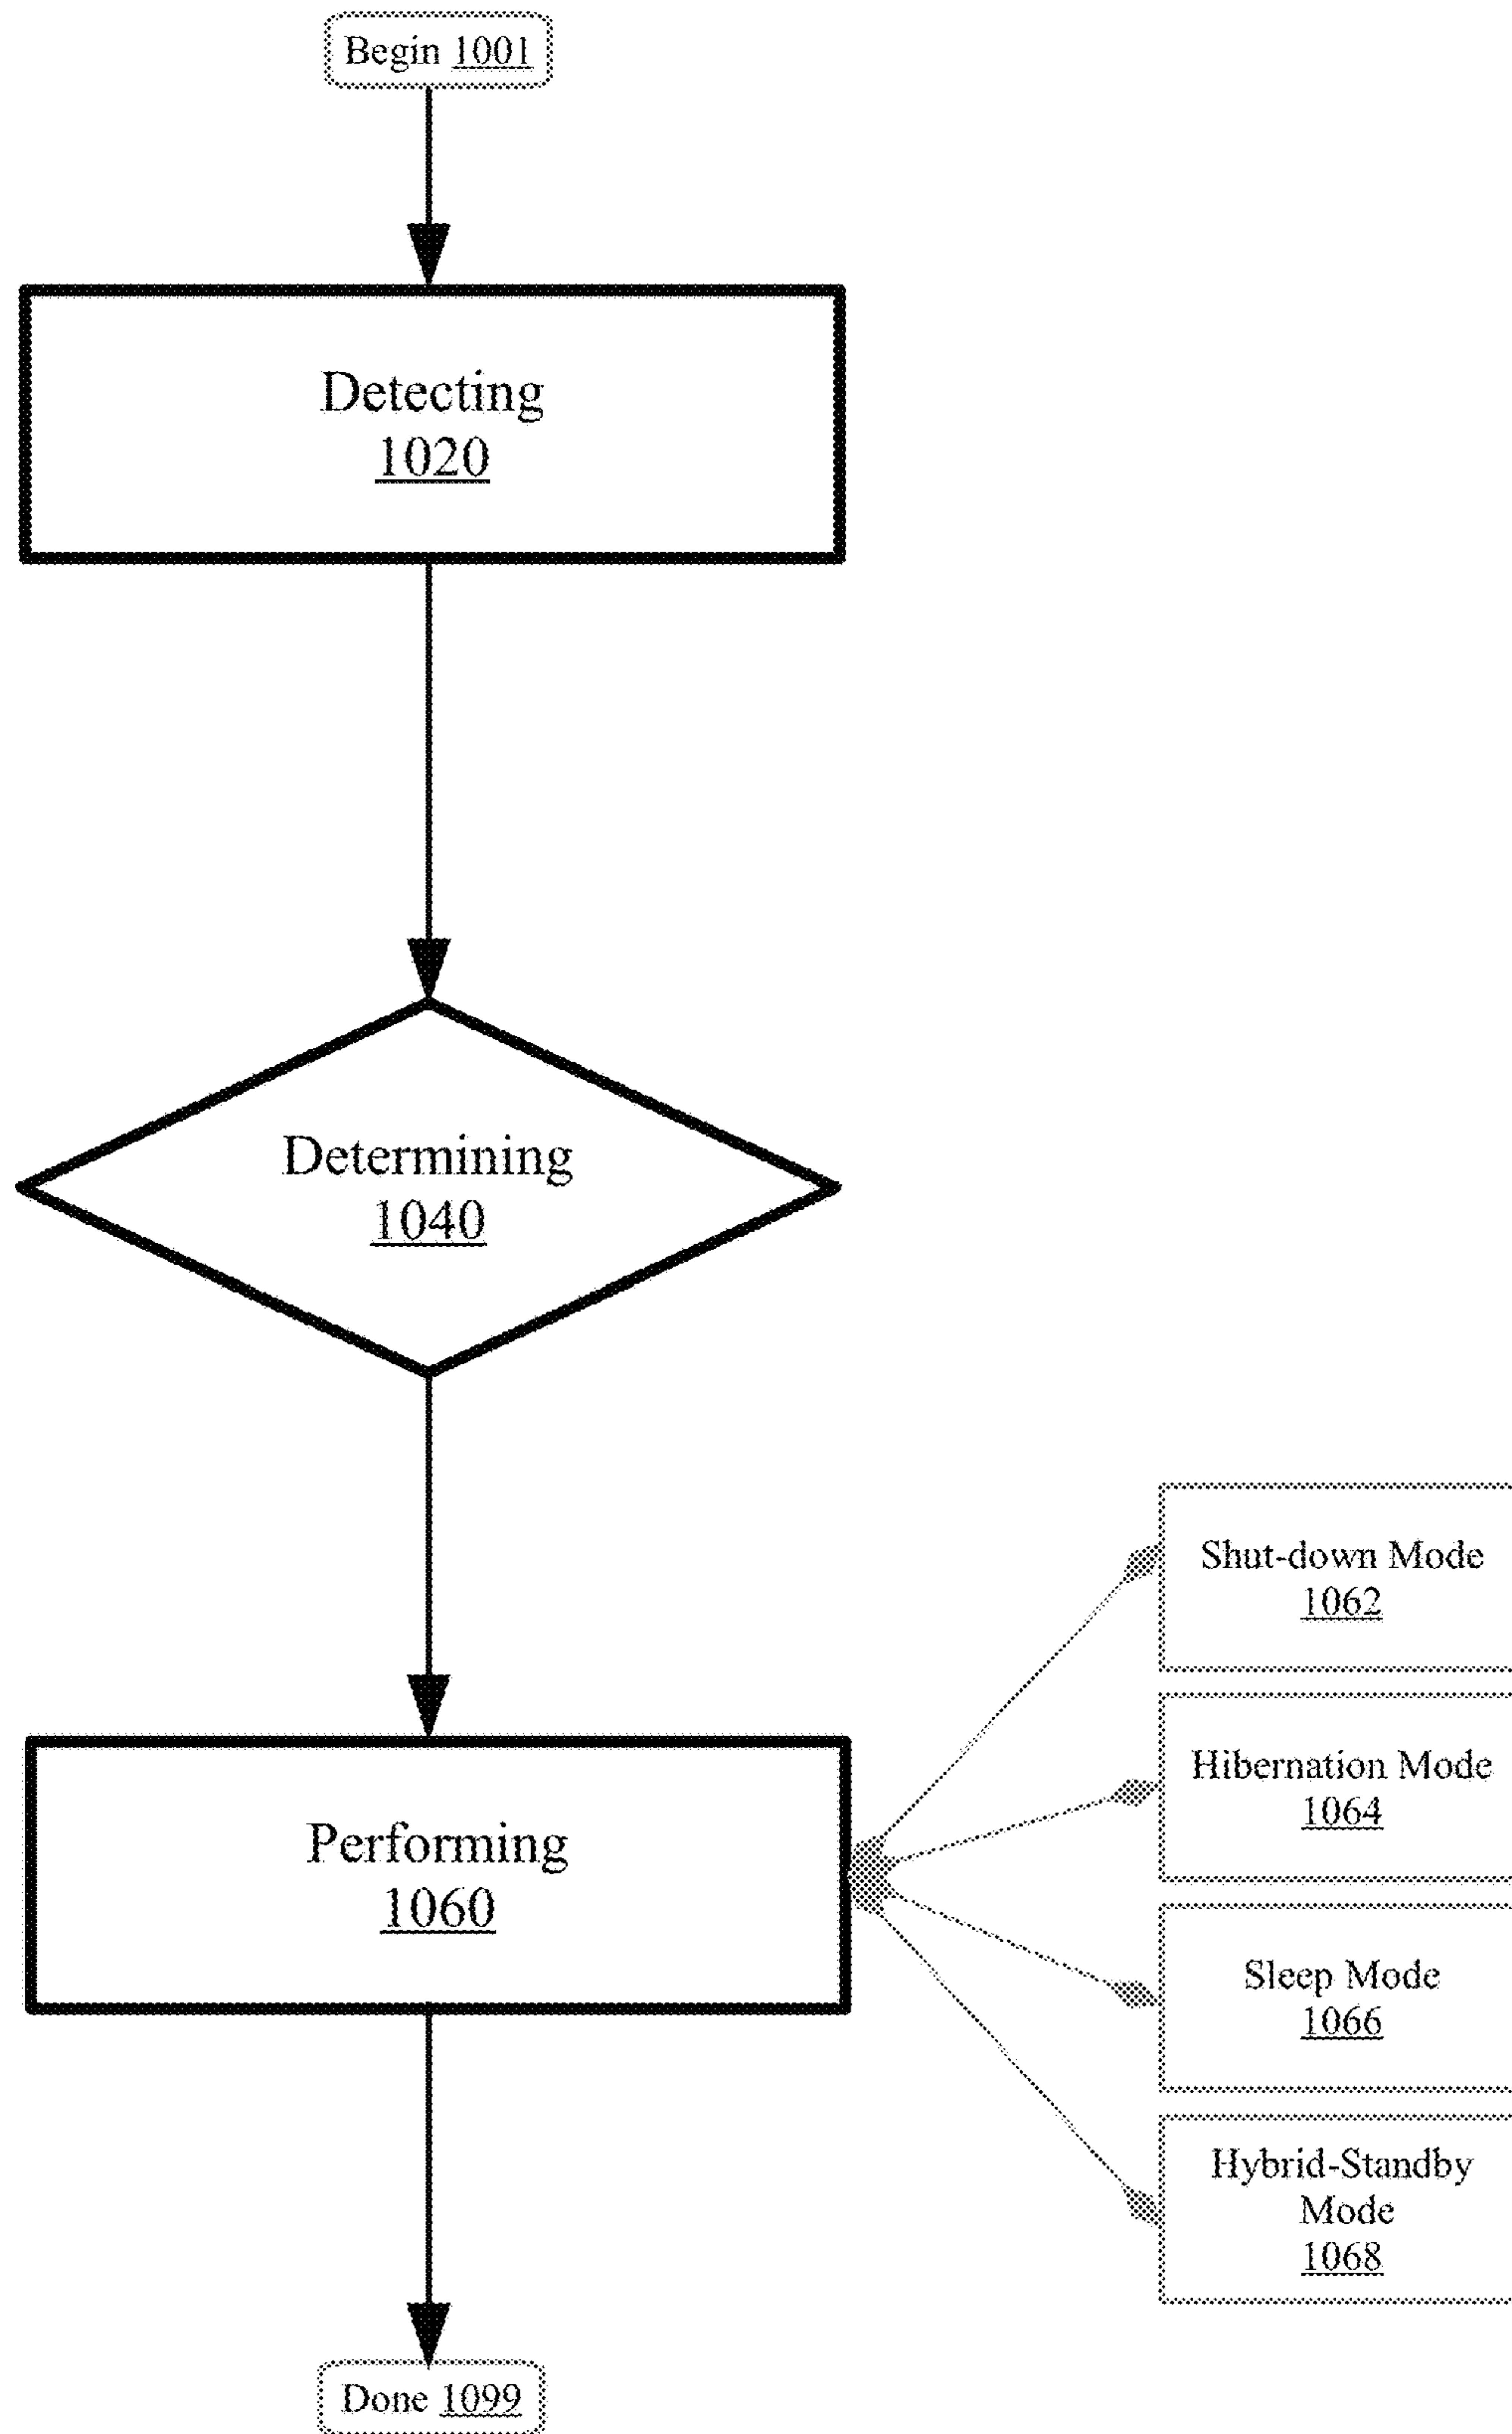 Begin 1001
Detecting
1020
Determining
1040
Shut-down Mode
1062
Hibernation Mode
1064
Performing
1060
Sleep Mode
1066
Hybrid-Standby
Mode
1068
Done 1099